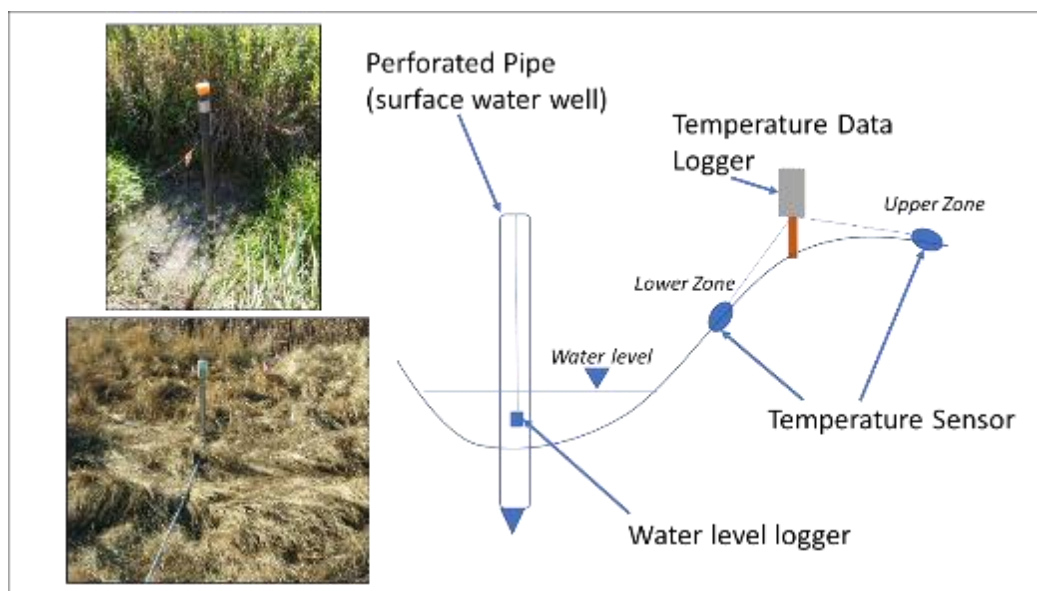 Perforated Pipe
(surface water well)
Temperature Data
Logger
Upper Zone
Lower Zone
Water level
Temperature Sensor
Water level logger